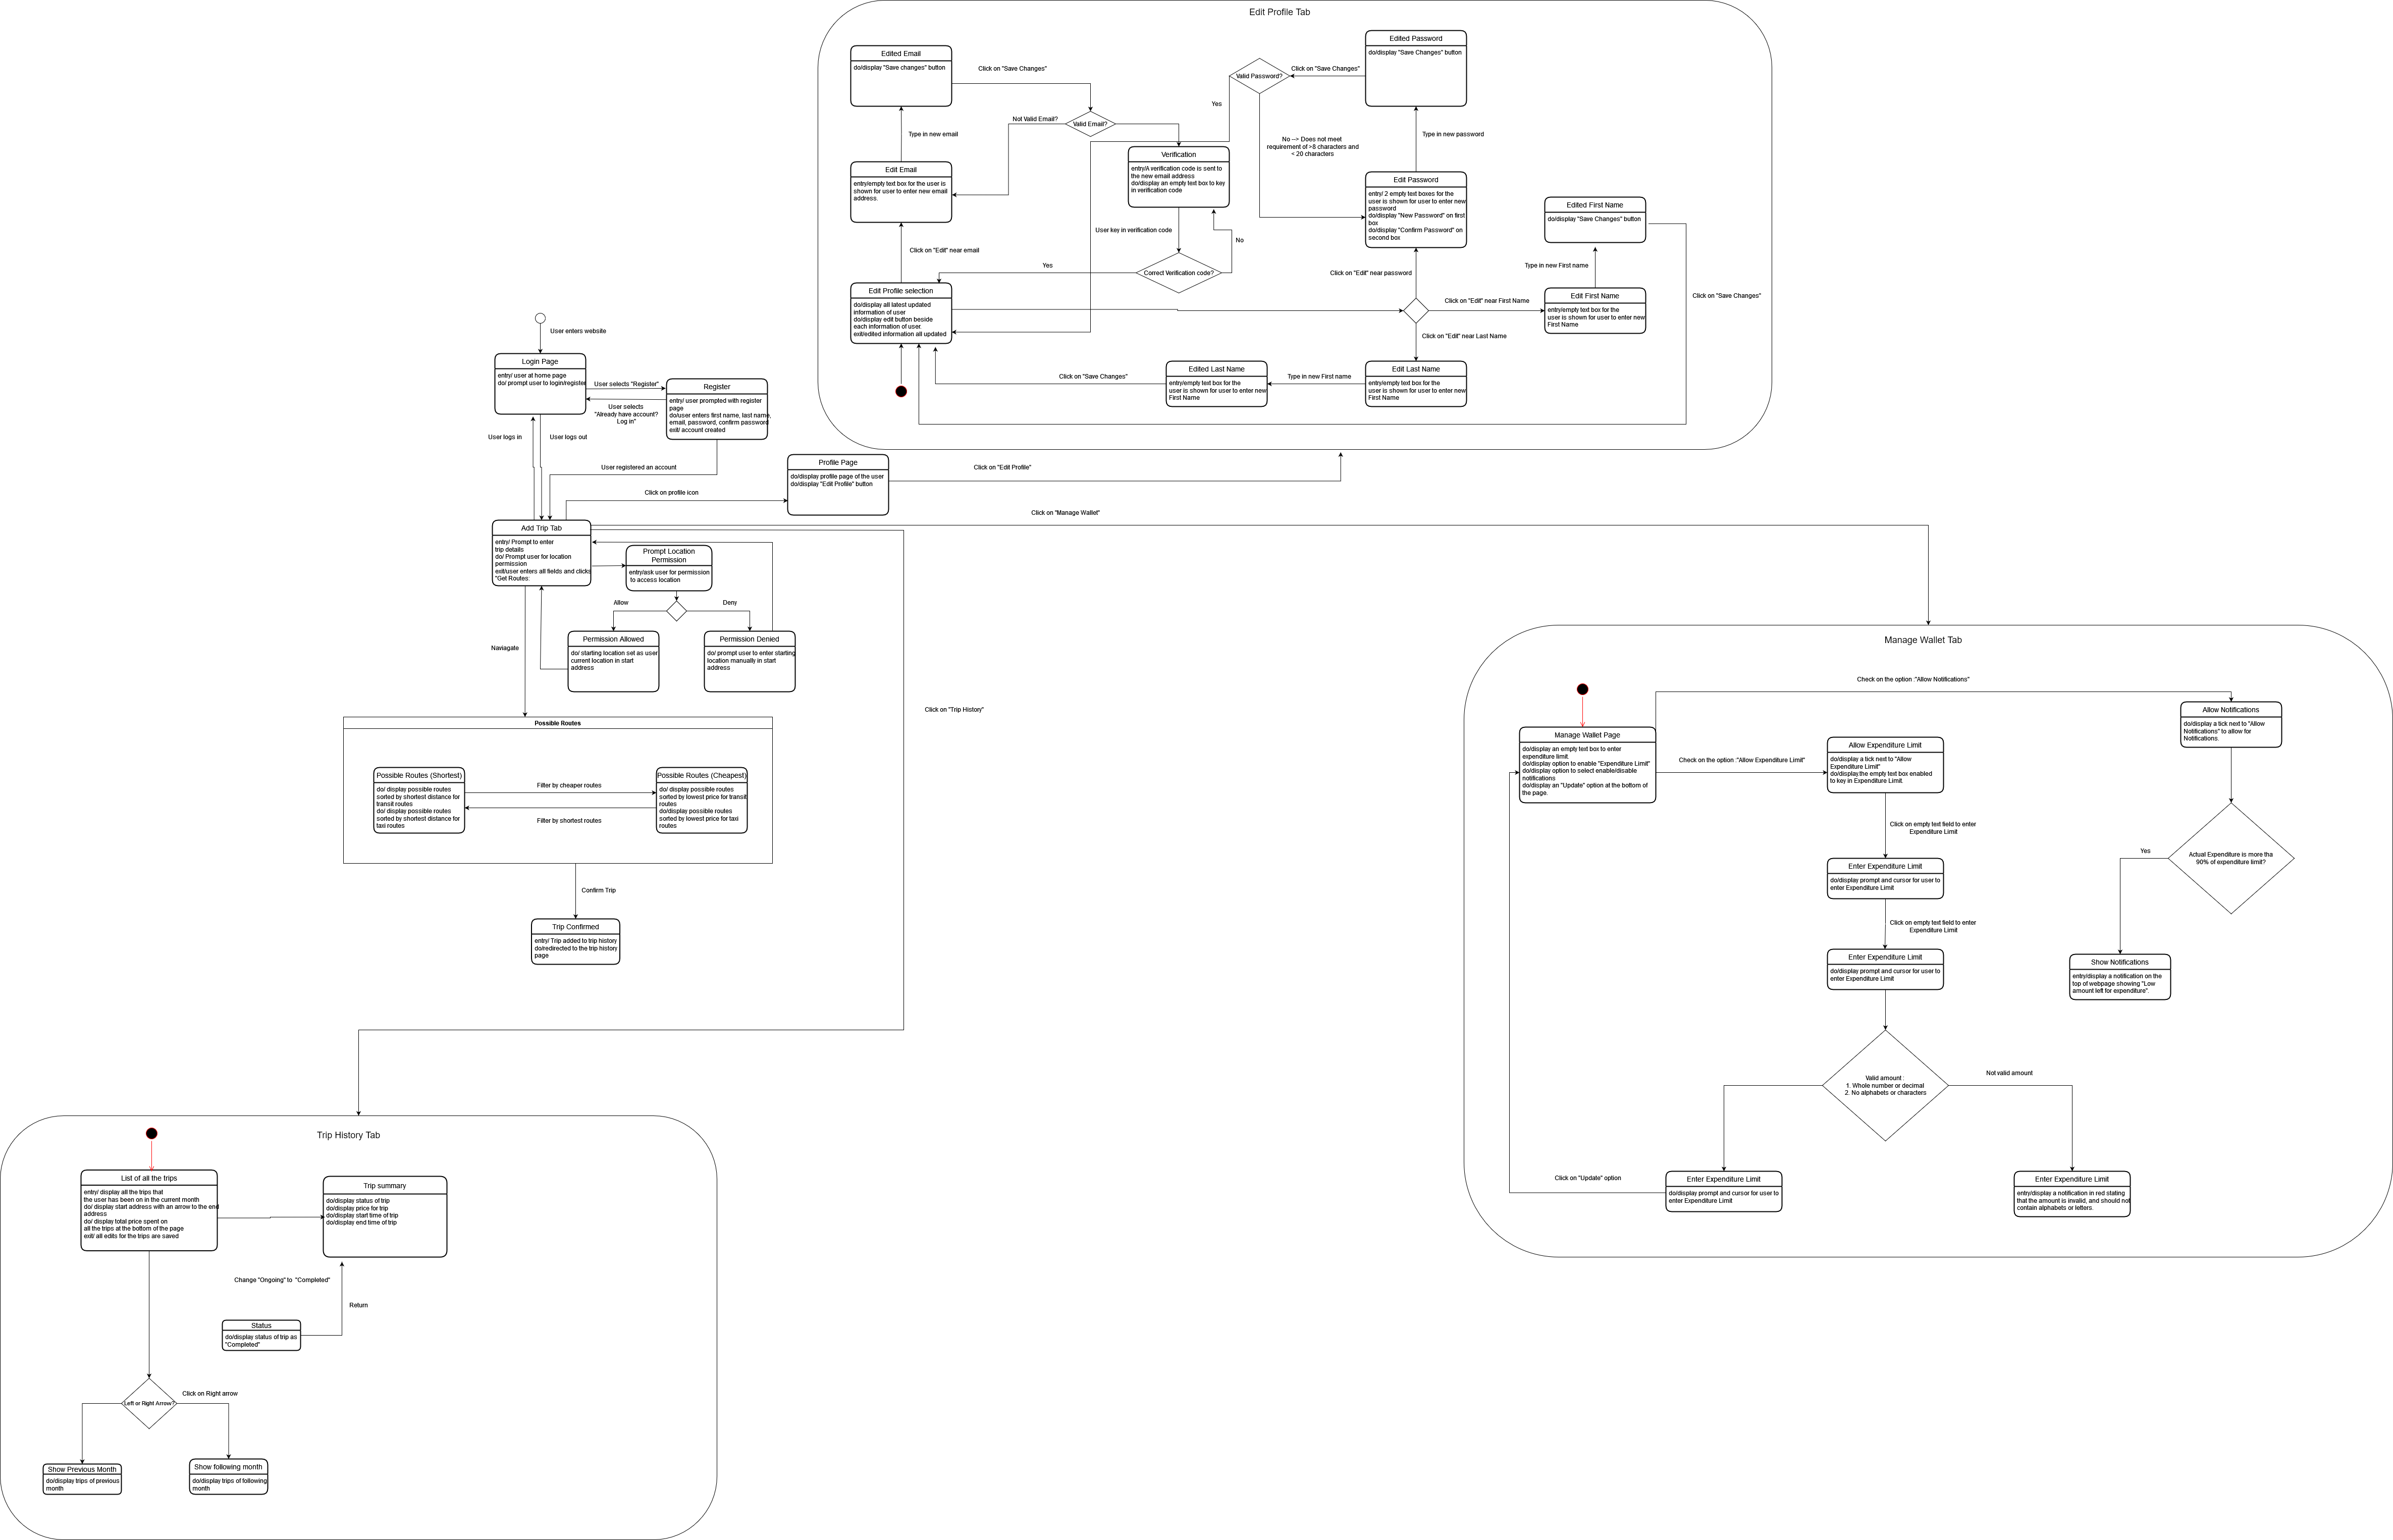 Edit Profile Tab
Edited Email
do/display "Save changes" button
Click on "Save Changes"
Valid Password?
Click on "Save Changes"
Edited Password
do/display "Save Changes" button
Yes
Not Valid Email?
Valid Email?
Type in new email
No --> Does not meet
requirement of >8 characters and
< 20 characters
Type in new password
Verification
entry/A verification code is sent to
the new email address
do/display an empty text box to key
in verification code
Edit Email
entry/empty text box for the user is
shown for user to enter new email
address.
Edit Password
entry/ 2 empty text boxes for the
user is shown for user to enter new
password
do/display "New Password" on first
box
do/display "Confirm Password" on
second box
Edited First Name
do/display "Save Changes" button
User key in verification code
No
Click on "Edit" near email
Yes
Correct Verification code?
Click on "Edit" near password
Type in new First name
Edit Profile selection
do/display all latest updated
information of user
do/display edit button beside
each information of user.
exit/edited information all updated
Click on "Edit" near First Name
Edit First Name
entry/empty text box for the
user is shown for user to enter new
First Name
Click on "Save Changes"
Click on "Edit" near Last Name
Click on "Save Changes"
Edited Last Name
entry/empty text box for the
user is shown for user to enter new
First Name
Type in new First name
Edit Last Name
entry/empty text box for the
user is shown for user to enter new
First Name
User enters website
Login Page
entry/ user at home page
do/ prompt user to login/register
User selects "Register"
User selects
"Already have account?
Log in"
Register
entry/ user prompted with register
page
do/user enters first name, last name,
email, password, confirm password
exit/ account created
User logs in
User logs out
User registered an account
Profile Page
do/display profile page of the user
do/display "Edit Profile" button
Click on "Edit Profile"
Click on profile icon
Click on "Manage Wallet"
Add Trip Tab
entry/ Prompt to enter
trip details
do/ Prompt user for location
permission
exit/user enters all fields and clicks
"Get Routes:
Prompt Location
Permission
entry/ask user for permission
to access location
Allow
Deny
Permission Allowed
do/ starting location set as user
current location in start
address
Permission Denied
do/ prompt user to enter starting
location manually in start
address
Naviagate
Click on "Trip History"
Possible Routes
Possible Routes (Shortest)
do/ display possible routes
sorted by shortest distance for
transit routes
do/ display possible routes
sorted by shortest distance for
taxi routes
Filter by cheaper routes
Filter by shortest routes
Possible Routes (Cheapest)
do/ display possible routes
sorted by lowest price for transit
routes
do/display possible routes
sorted by lowest price for taxi
routes
Confirm Trip
Trip Confirmed
entry/ Trip added to trip history
do/redirected to the trip history
page
Manage Wallet Tab
Check on the option :"Allow Notifications"
Manage Wallet Page
do/display an empty text box to enter
expenditure limit.
do/display option to enable "Expenditure Limit"
do/display option to select enable/disable
notifications
do/display an "Update" option at the bottom of
the page.
Check on the option :"Allow Expenditure Limit"
Allow Expenditure Limit
do/display a tick next to "Allow
Expenditure Limit"
do/display.the empty text box enabled
to key in Expenditure Limit.
Allow Notifications
do/display a tick next to "Allow
Notifications" to allow for
Notifications.
Click on empty text field to enter
Expenditure Limit
Enter Expenditure Limit
do/display prompt and cursor for user to
enter Expenditure Limit
Yes
Actual Expenditure is more tha
90% of expenditure limit?
Click on empty text field to enter
Expenditure Limit
Enter Expenditure Limit
do/display prompt and cursor for user to
enter Expenditure Limit
Show Notifications
entry/display a notification on the
top of webpage showing "Low
amount left for expenditure".
Valid amount :
1. Whole number or decimal
2. No alphabets or characters
Not valid amount
Click on "Update" option
Enter Expenditure Limit
do/display prompt and cursor for user to
enter Expenditure Limit
Enter Expenditure Limit
entry/display a notification in red stating
that the amount is invalid, and should not
contain alphabets or letters.
Trip History Tab
List of all the trips
entry/ display all the trips that
the user has been on in the current month
do/ display start address with an arrow to the end
address
do/ display total price spent on
all the trips at the bottom of the page
exit/ all edits for the trips are saved
Trip summary
do/display status of trip
do/display price for trip
do/display start time of trip
do/display end time of trip
Change "Ongoing" to "Completed"
Return
Status
do/display status of trip as
"Completed"
Left or Right Arrow?
Click on Right arrow
Show Previous Month
do/display trips of previous
month
Show following month
do/display trips of following
month